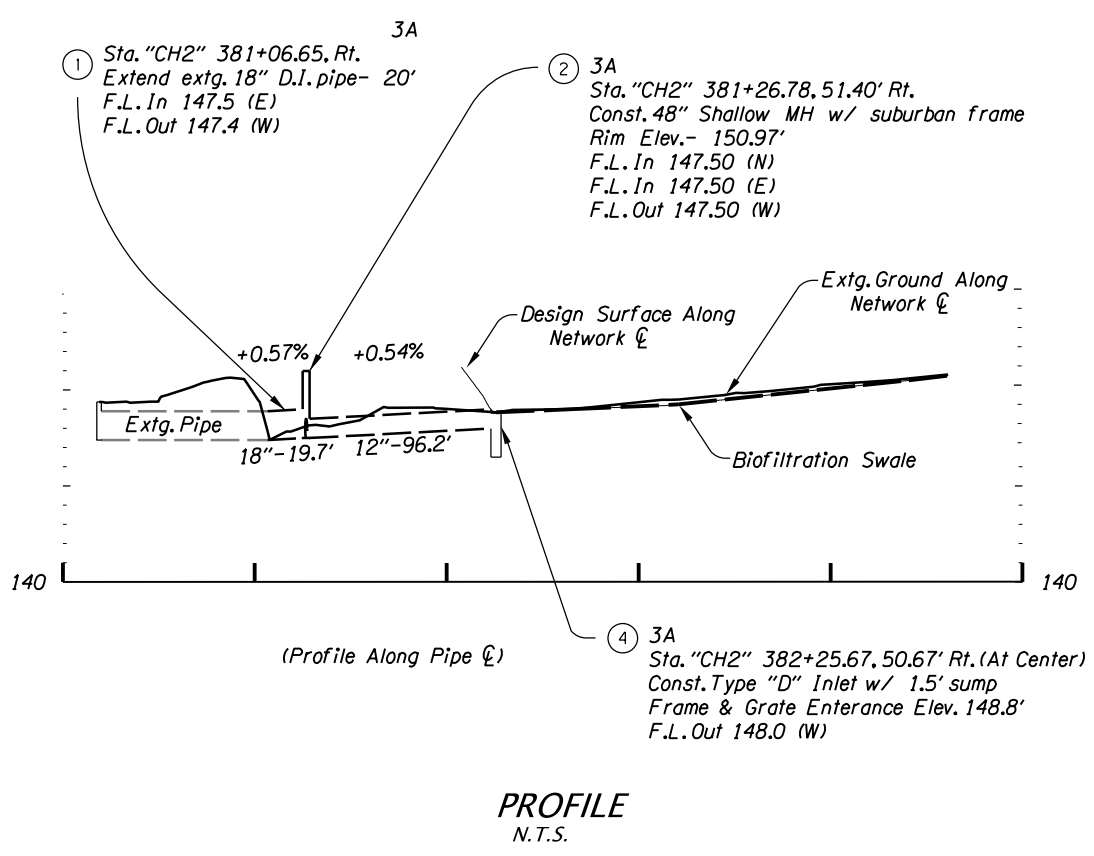 3A
1
Sta. "CH2" 381+06.65, Rt.
Extend extg. 18" D.I. pipe- 20'
F.L. In 147.5 (E)
F.L. Out 147.4 (W)
2
3A
Sta. "CH2" 381+26.78, 51.40' Rt.
Const. 48" Shallow MH w/ suburban frame
Rim Elev.- 150.97'
F.L. In 147.50 (N)
F.L. In 147.50 (E)
F.L. Out 147.50 (W)
Extg. Ground Along
Network ℄
Design Surface Along
Network ℄
+0.57%
+0.54%
Extg. Pipe
18"-19.7'
12"-96.2'
Biofiltration Swale
140
140
(Profile Along Pipe ℄)
4
3A
Sta. "CH2" 382+25.67, 50.67' Rt. (At Center)
Const. Type "D" Inlet w/ 1.5' sump
Frame & Grate Enterance Elev. 148.8'
F.L. Out 148.0 (W)
PROFILE
N.T.S.